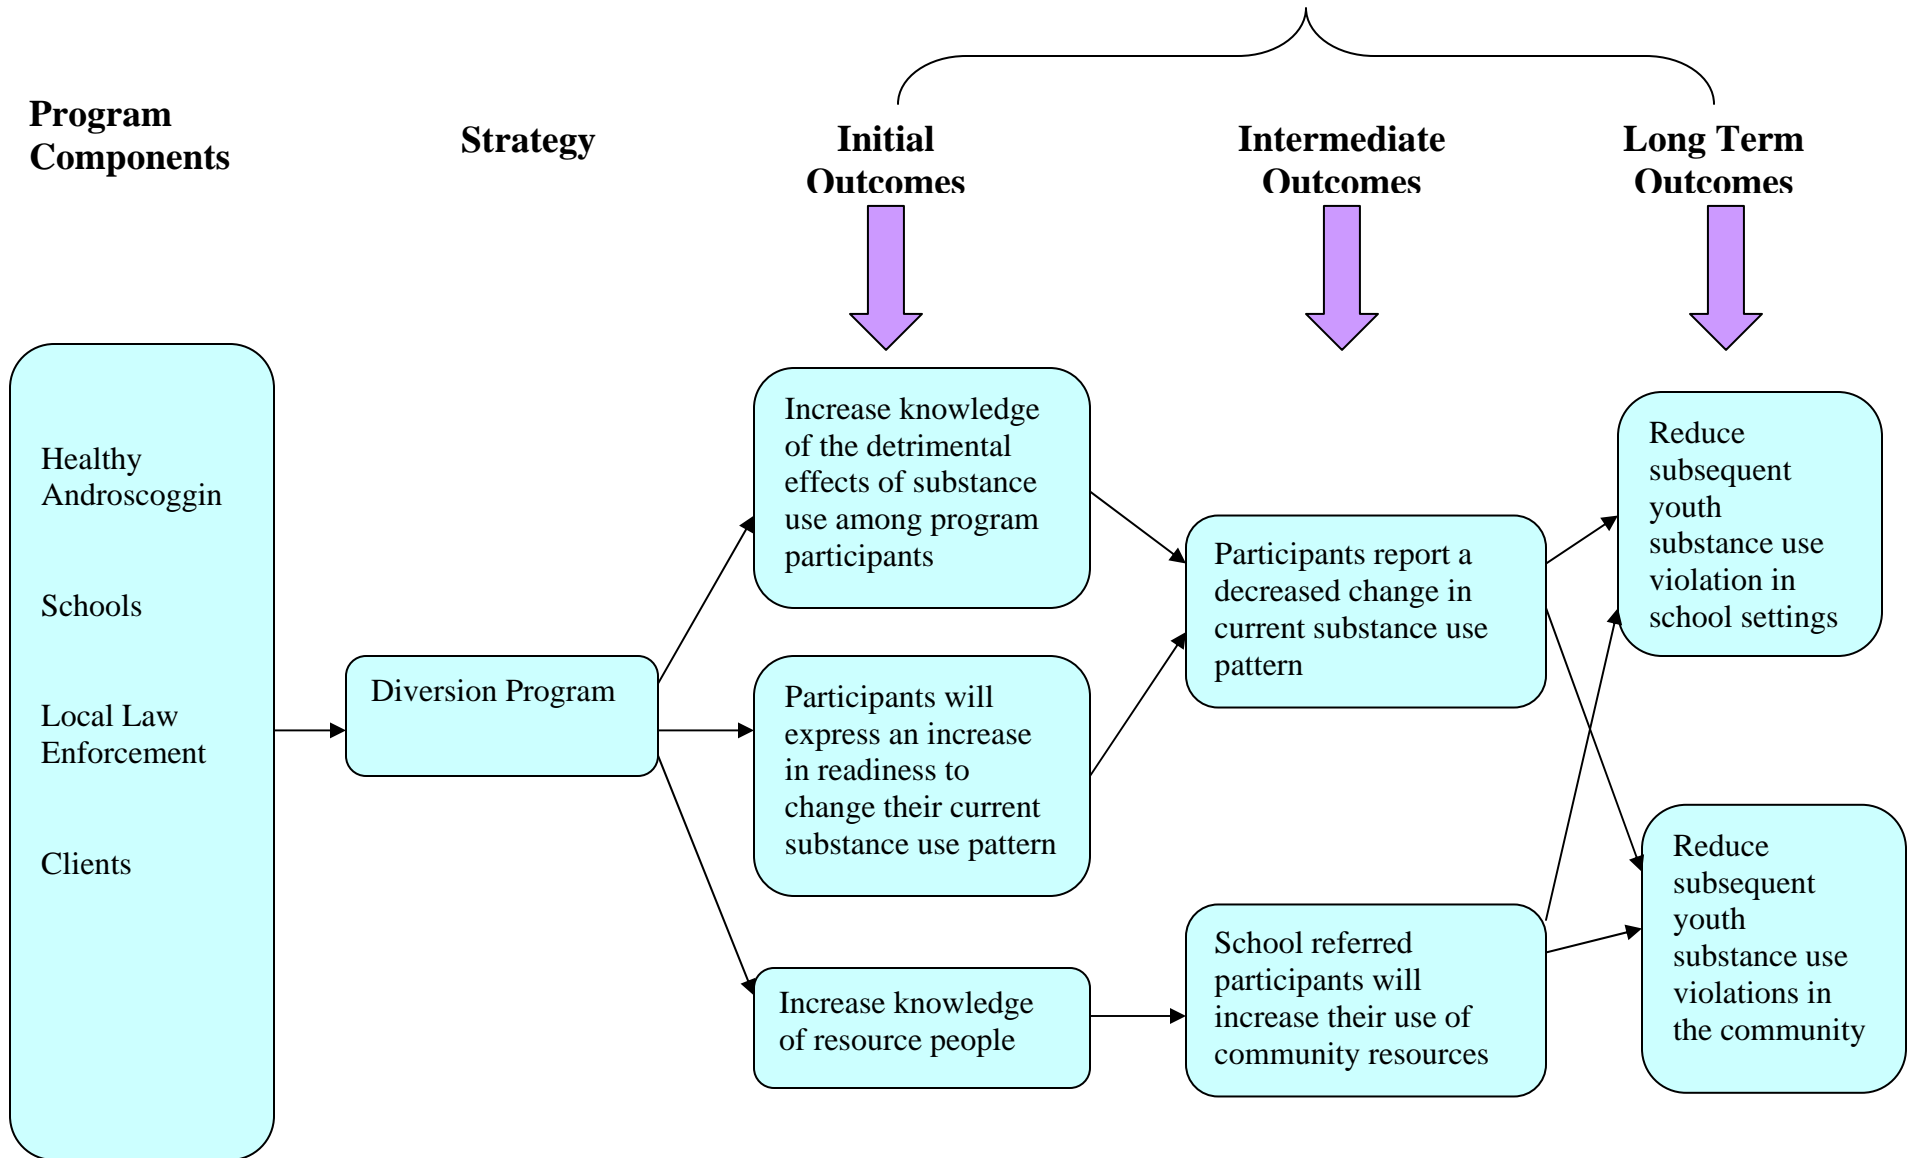 Program
Components
Strategy
Initial
Outcomes
Intermediate
Outcomes
Long Term
Outcomes
Healthy
Androscoggin
Schools
Local Law
Enforcement
Clients
Diversion Program
Increase knowledge
of the detrimental
effects of substance
use among program
participants
Participants will
express an increase
in readiness to
change their current
substance use pattern
Increase knowledge
of resource people
Participants report a
decreased change in
current substance use
pattern
School referred
participants will
increase their use of
community resources
Reduce
subsequent
youth
substance use
violation in
school settings
Reduce
subsequent
youth
substance use
violations in
the community